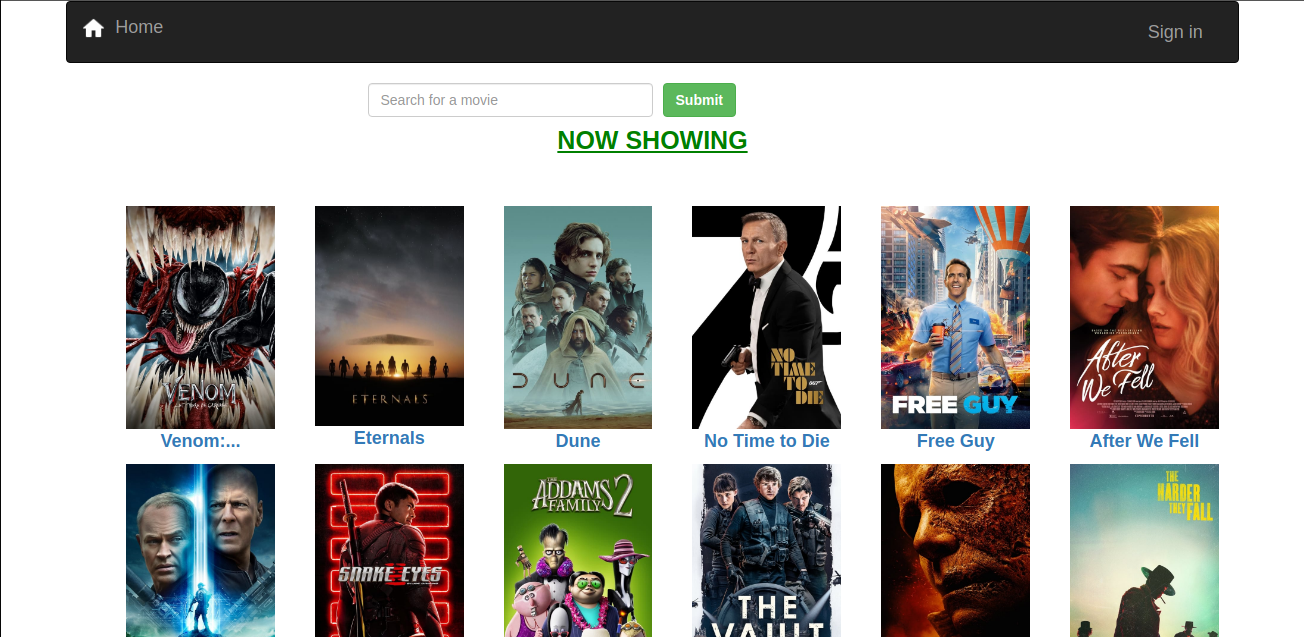 Home
Sign in
Search for a movie
Submit
NOW SHOWING
VENOM
ETERNALS
DUNE
NO
TIME
TO
DIE
007
FREE GUY
After
We Fell
Venom:...
Eternals
Dune
No Time to Die
Free Guy
After We Fell
SNAKE EYES
THE
ADDAMS
FAMILY 2
THE
VAULT
THE
HARDER
THEY
FALL